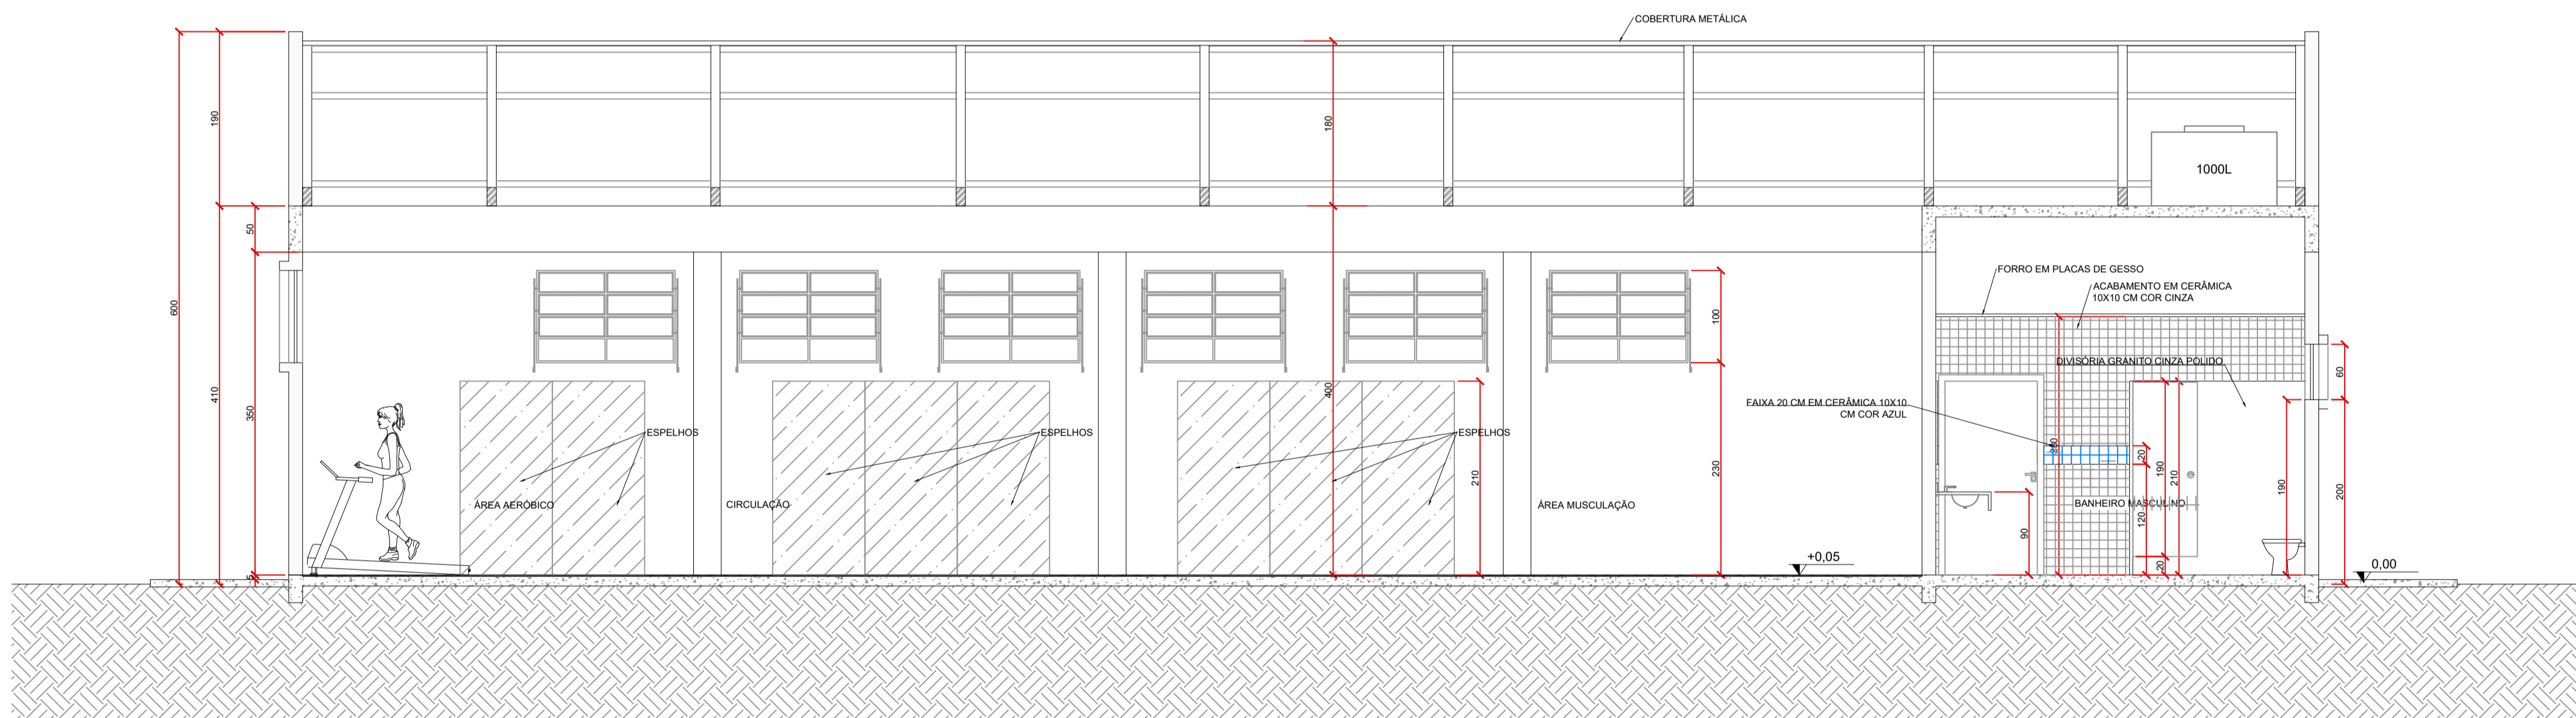 COBERTURA METÁLICA
190
180
1000L
50
600
FORRO EM PLACAS DE GESSO
ACABAMENTO EM CERÂMICA
10X10 CM COR CINZA
100
DIVISÓRIA GRANITO CINZA POLIDO
60
410
350
400
FAIXA 20 CM EM CERÂMICA 10X10
CM COR AZUL
ESPELHOS
ESPELHOS
ESPELHOS
20
190
210
230
210
190
200
ÁREA AERÓBICO
CIRCULAÇÃO
ÁREA MUSCULAÇÃO
BANHEIRO MASCULINO
120
90
+0,05
20
0,00
5